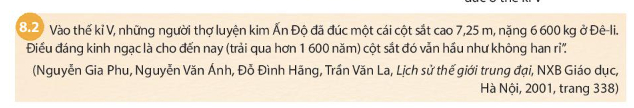 8.2 Vào thế kỉ V, những người thợ luyện kim Ấn Độ đã đúc một cái cột sắt cao 7,25 m, nặng 6 600 kg ở Đê-li.
Điều đáng kinh ngạc là cho đến nay (trải qua hơn 1 600 năm) cột sắt đó vẫn hầu như không han rỉ”.
(Nguyễn Gia Phu, Nguyễn Văn Ánh, Đỗ Đình Hãng, Trần Văn La, Lịch sử thế giới trung đại, NXB Giáo dục,
Hà Nội, 2001, trang 338)